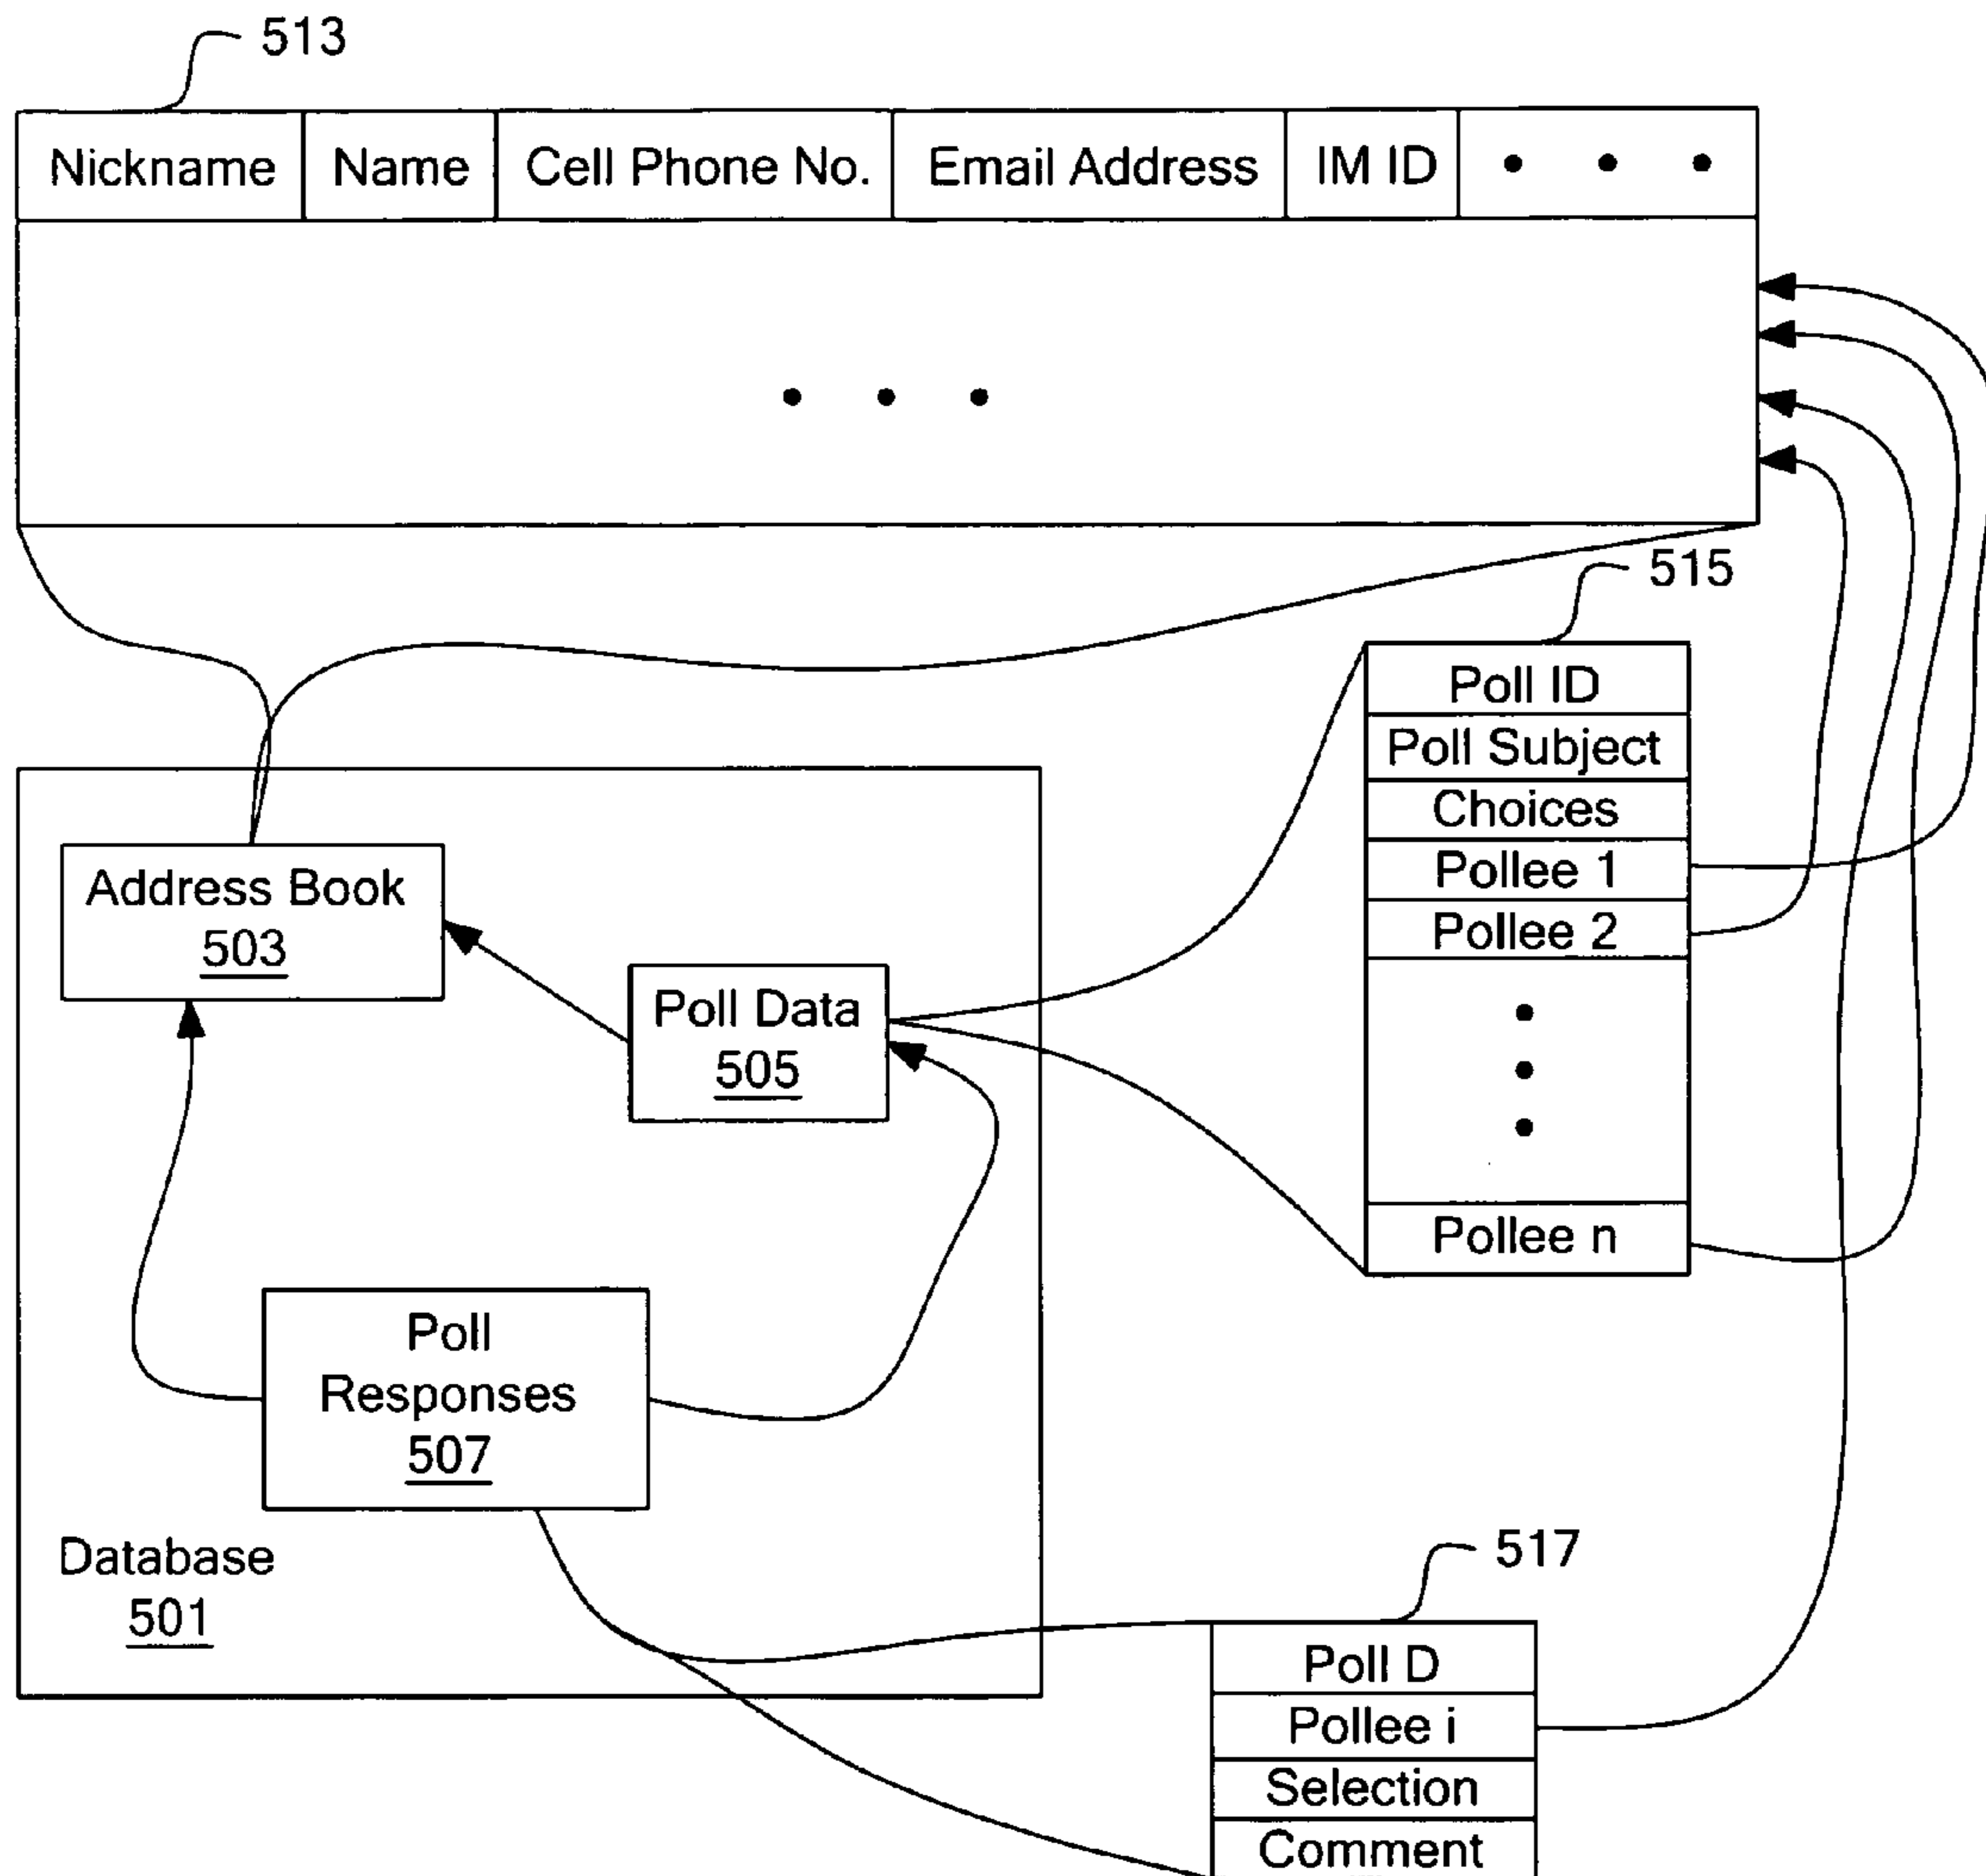 513
Nickname Name Cell Phone No. Email Address IM ID • • •
• • •
515
Poll ID
Poll Subject
Choices
Pollee 1
Pollee 2
•
•
•
Pollee n
Address Book
503
Poll Data
505
Poll
Responses
507
Database
501
517
Poll D
Pollee i
Selection
Comment